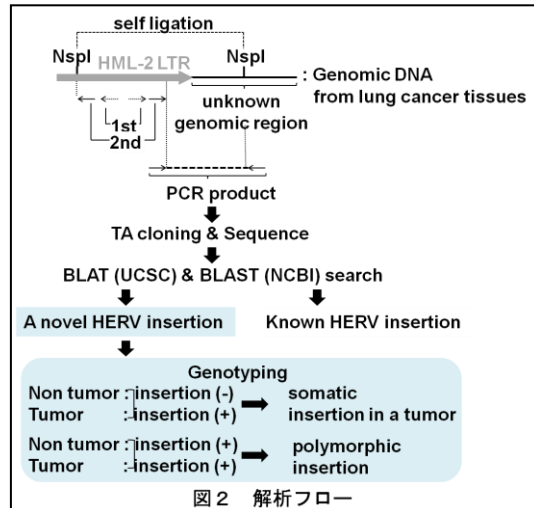 self ligation
NspI NspI
HML-2 LTR
: Genomic DNA
from lung cancer tissues
unknown
genomic region
1st
2nd
PCR product
TA cloning & Sequence
BLAT (UCSC) & BLAST (NCBI) search
A novel HERV insertion Known HERV insertion
Genotyping
Non tumor : insertion (-) somatic
Tumor : insertion (+) insertion in a tumor
Non tumor : insertion (+) polymorphic
Tumor : insertion (+) insertion
図２ 解析フロー